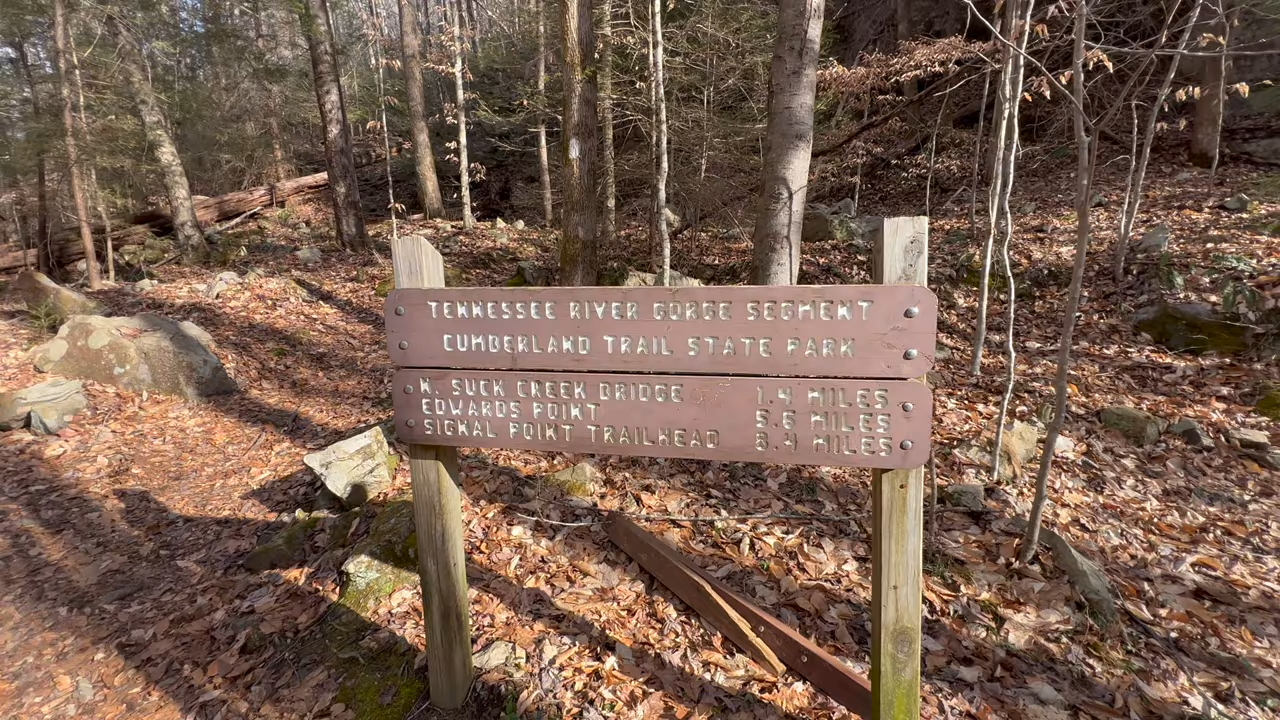 TENNESSEE RIVER GORGE SEGMENT
CUMBERLAND TRAIL STATE PARK
N. SUCK CREEK BRIDGE 1.4 MILES
EDWARDS POINT 5.6 MILES
SIGNAL POINT TRAILHEAD 8.4 MILES